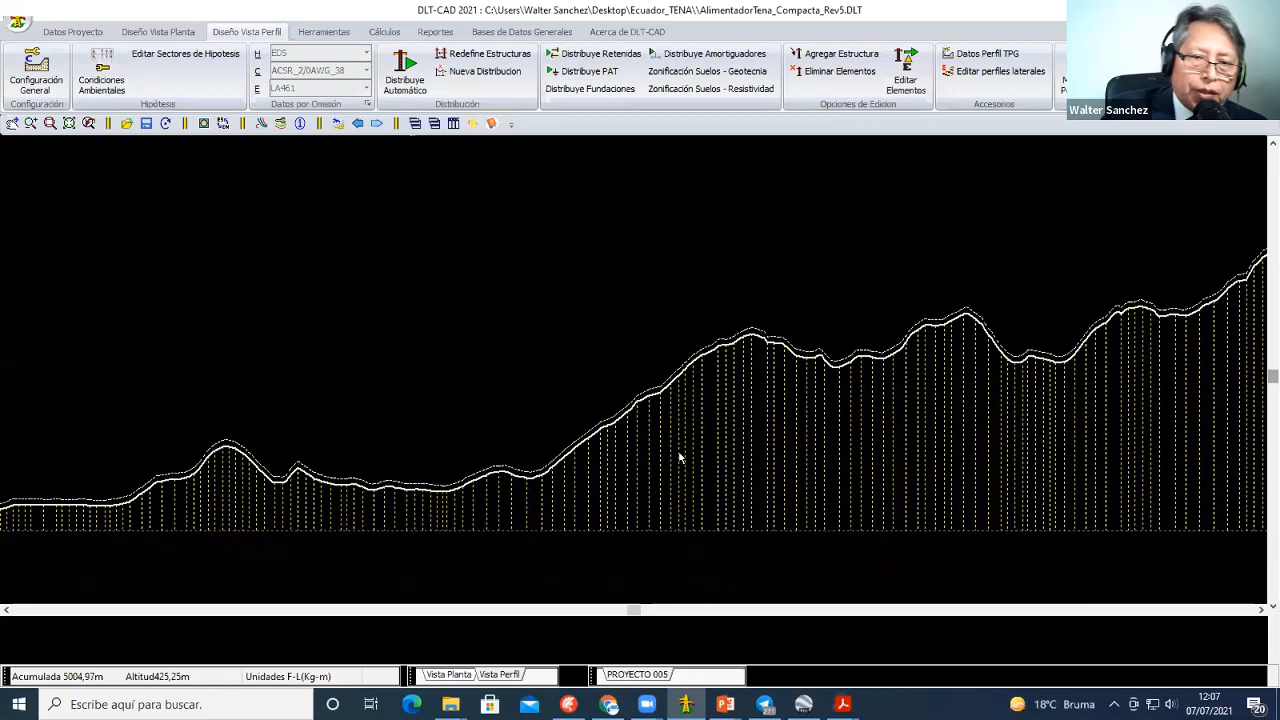 DLT-CAD 2021 : C:\Users\Walter Sanchez\Desktop\Ecuador_TENA\\AlimentadorTena_Compacta_Rev5.DLT
Datos Proyecto
Diseño Vista Planta
Diseño Vista Perfil
Herramientas
Cálculos
Reportes
Bases de Datos Generales
Acerca de DLT-CAD
Configuración General
Configuración
Condiciones Ambientales
Editar Sectores de Hipotesis
Hipótesis
H EDS
C ACSR_2/0AWG_38
E LA461
Datos por Omisión
Distribuye Automático
Redefine Estructuras
Nueva Distribucion
Distribución
Distribuye Retenidas
Distribuye PAT
Distribuye Fundaciones
Distribuye Amortiguadores
Zonificación Suelos - Geotecnia
Zonificación Suelos - Resistividad
Agregar Estructura
Eliminar Elementos
Editar Elementos
Opciones de Edicion
Datos Perfil TPG
Editar perfiles laterales
Accesorios
Walter Sanchez
Acumulada 5004,97m
Altitud425,25m
Unidades F-L(Kg-m)
Vista Planta
Vista Perfil
PROYECTO 005
Escribe aquí para buscar.
18°C Bruma
12:07
07/07/2021
20